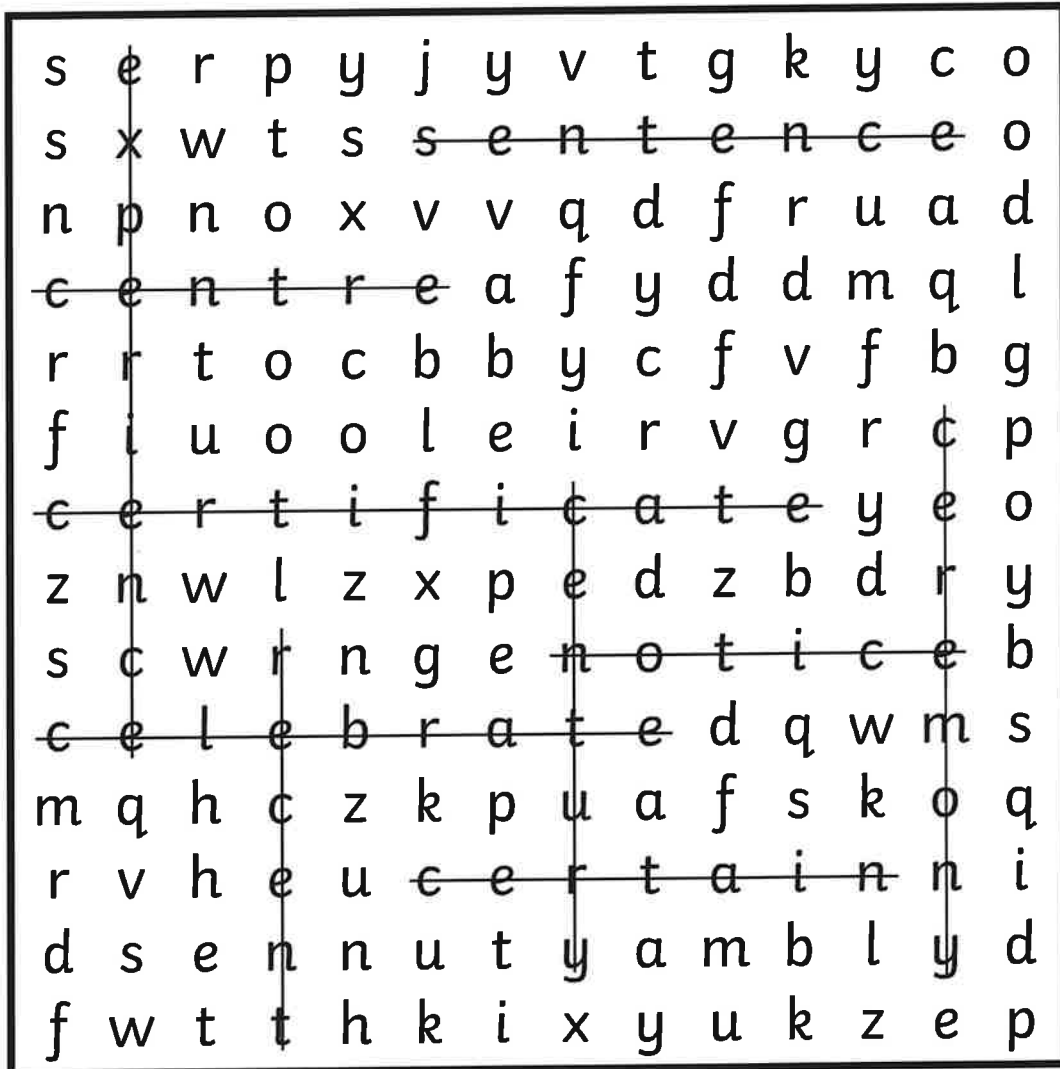 s e r p y j y v t g k y c o
s x w t s s e n t e n c e o
n p n o x v v q d f r u a d
c e n t r e a f y d d m q l
r r t o c b b y c f v f b g
f i u o o l e i r v g r c p
c e r t i f i c a t e y e o
z n w l z x p e d z b d r y
s c w r n g e n o t i c e b
c e l e b r a t e d q w m s
m q h c z k p u a f s k o q
r v h e u c e r t a i n n i
d s e n n u t y a m b l y d
f w t t h k i x y u k z e p